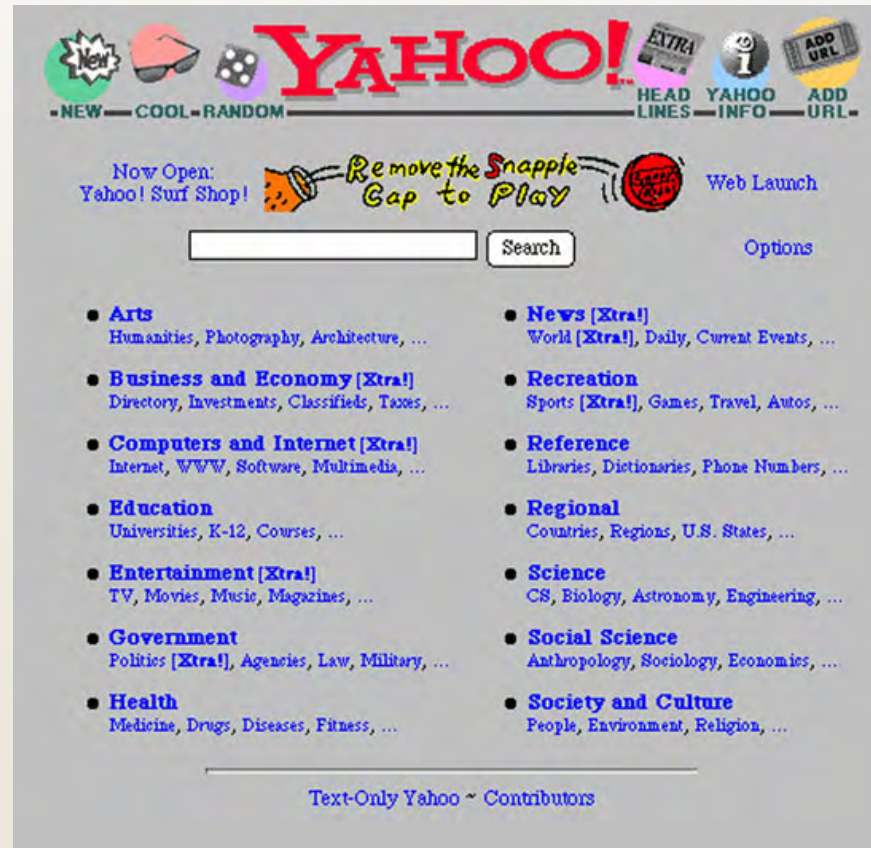 New
YAHOO!
EXTRA
i
ADD
URL
NEW COOL RANDOM
HEAD
LINES
YAHOO
INFO
ADD
URL
Now Open:
Yahoo! Surf Shop!
Remove the Snapple
Cap to Play
Web Launch
Search
Options
Arts
Humanities, Photography, Architecture, ...
Business and Economy [Xtra!]
Directory, Investments, Classifieds, Taxes, ...
Computers and Internet [Xtra!]
Internet, WWW, Software, Multimedia, ...
Education
Universities, K-12, Courses, ...
Entertainment [Xtra!]
TV, Movies, Music, Magazines, ...
Government
Politics [Xtra!], Agencies, Law, Military, ...
Health
Medicine, Drugs, Diseases, Fitness, ...
News [Xtra!]
World [Xtra!], Daily, Current Events, ...
Recreation
Sports [Xtra!], Games, Travel, Autos, ...
Reference
Libraries, Dictionaries, Phone Numbers, ...
Regional
Countries, Regions, U.S. States, ...
Science
CS, Biology, Astronomy, Engineering, ...
Social Science
Anthropology, Sociology, Economics, ...
Society and Culture
People, Environment, Religion, ...
Text-Only Yahoo ~ Contributors